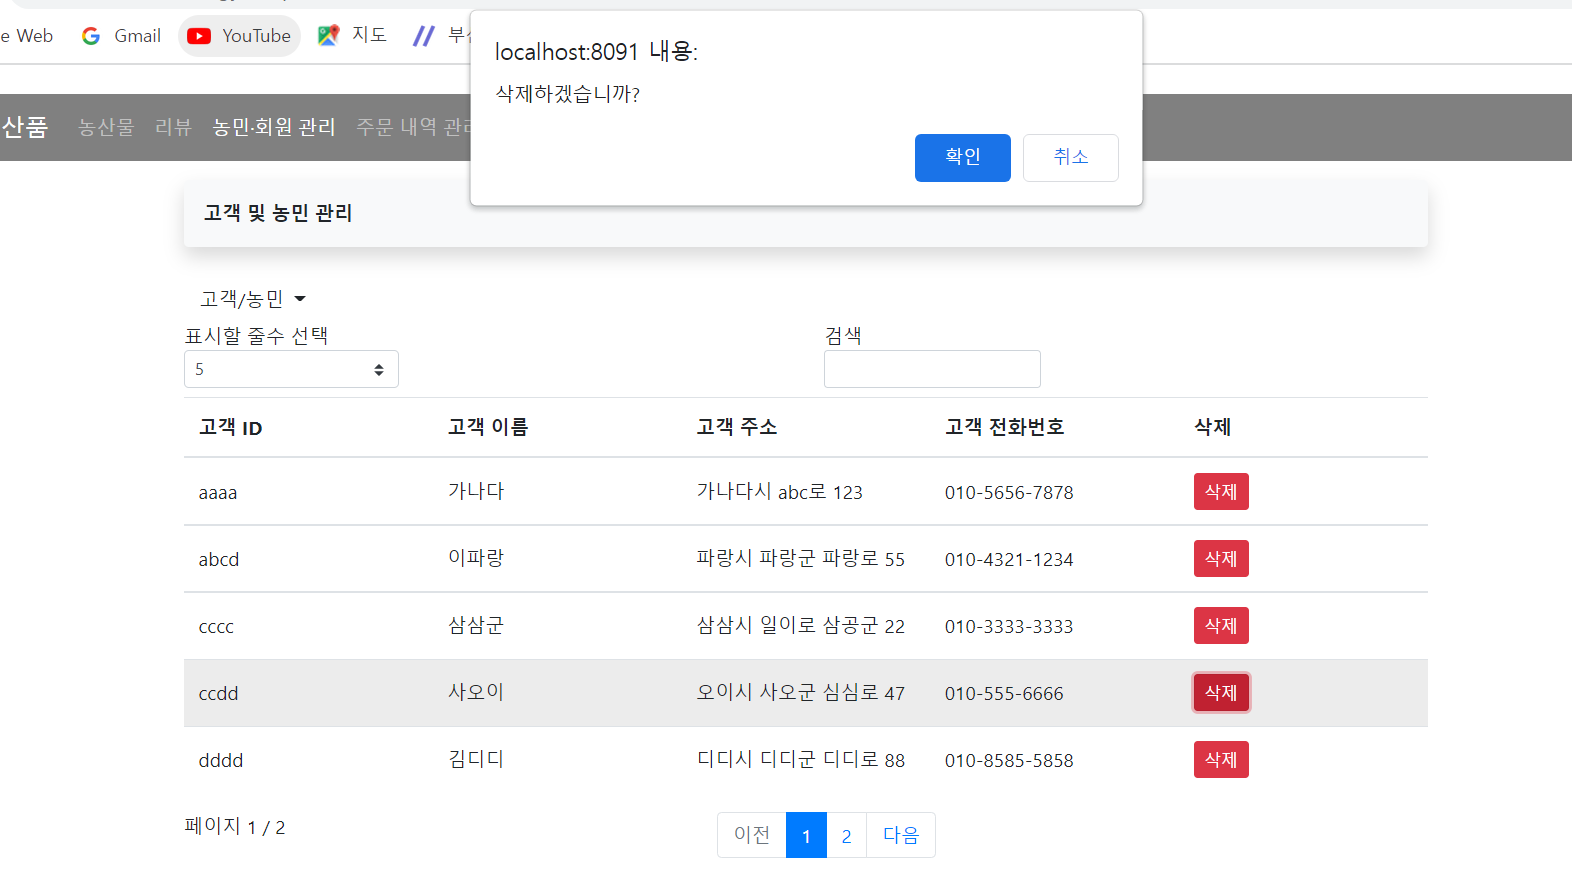 e Web Gmail YouTube 지도 부
localhost:8091 내용:
삭제하겠습니까?
확인 취소
산품 농산물 리뷰 농민·회원 관리 주문 내역 관리
고객 및 농민 관리
고객/농민
표시할 줄수 선택 검색
5
고객 ID 고객 이름 고객 주소 고객 전화번호 삭제
aaaa 가나다 가나다시 abc로 123 010-5656-7878 삭제
abcd 이파랑 파랑시 파랑군 파랑로 55 010-4321-1234 삭제
cccc 삼삼군 삼삼시 일이로 삼공군 22 010-3333-3333 삭제
ccdd 사오이 오이시 사오군 심심로 47 010-555-6666 삭제
dddd 김디디 디디시 디디군 디디로 88 010-8585-5858 삭제
페이지 1 / 2 이전 1 2 다음